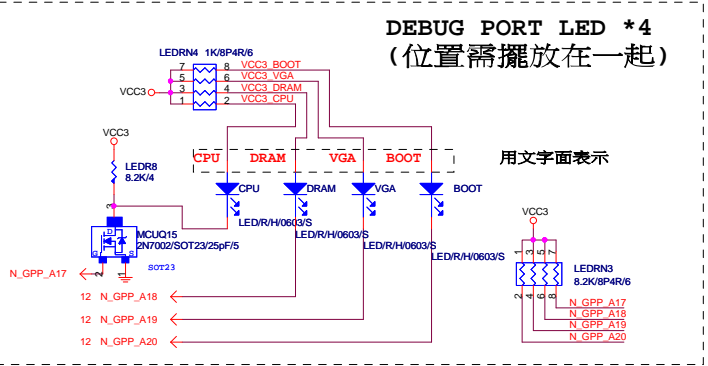 DEBUG PORT LED *4
(位置需擺放在一起)
LEDRN4 1K/8P4R/6
7 8 VCC3_BOOT
5 6 VCC3_VGA
VCC3 3 4 VCC3_DRAM
1 2 VCC3_CPU
VCC3
LEDR8
8.2K/4
CPU DRAM VGA BOOT
用文字面表示
CPU DRAM VGA BOOT
LED/R/H/0603/S
LED/R/H/0603/S
LED/R/H/0603/S
LED/R/H/0603/S
3
D
G S
MCUQ15
2N7002/SOT23/25pF/5
SOT23
2 1
N_GPP_A17
12 N_GPP_A18
12 N_GPP_A19
12 N_GPP_A20
VCC3
1 3 5 7
LEDRN3
8.2K/8P4R/6
2 4 6 8
N_GPP_A17
N_GPP_A18
N_GPP_A19
N_GPP_A20